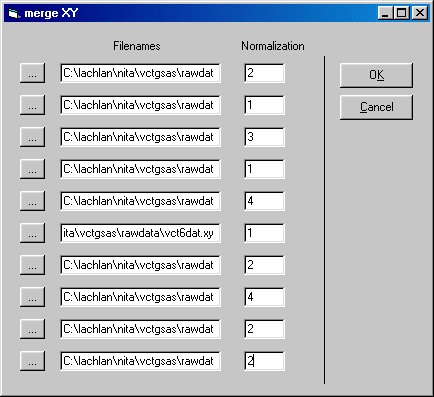 merge XY
Filenames Normalization
... C:\lachlan\nita\vctgsas\rawdat 2 OK
... C:\lachlan\nita\vctgsas\rawdat 1 Cancel
... C:\lachlan\nita\vctgsas\rawdat 3
... C:\lachlan\nita\vctgsas\rawdat 1
... C:\lachlan\nita\vctgsas\rawdat 4
... ita\vctgsas\rawdata\vct6dat.xy 1
... C:\lachlan\nita\vctgsas\rawdat 2
... C:\lachlan\nita\vctgsas\rawdat 4
... C:\lachlan\nita\vctgsas\rawdat 2
... C:\lachlan\nita\vctgsas\rawdat 2